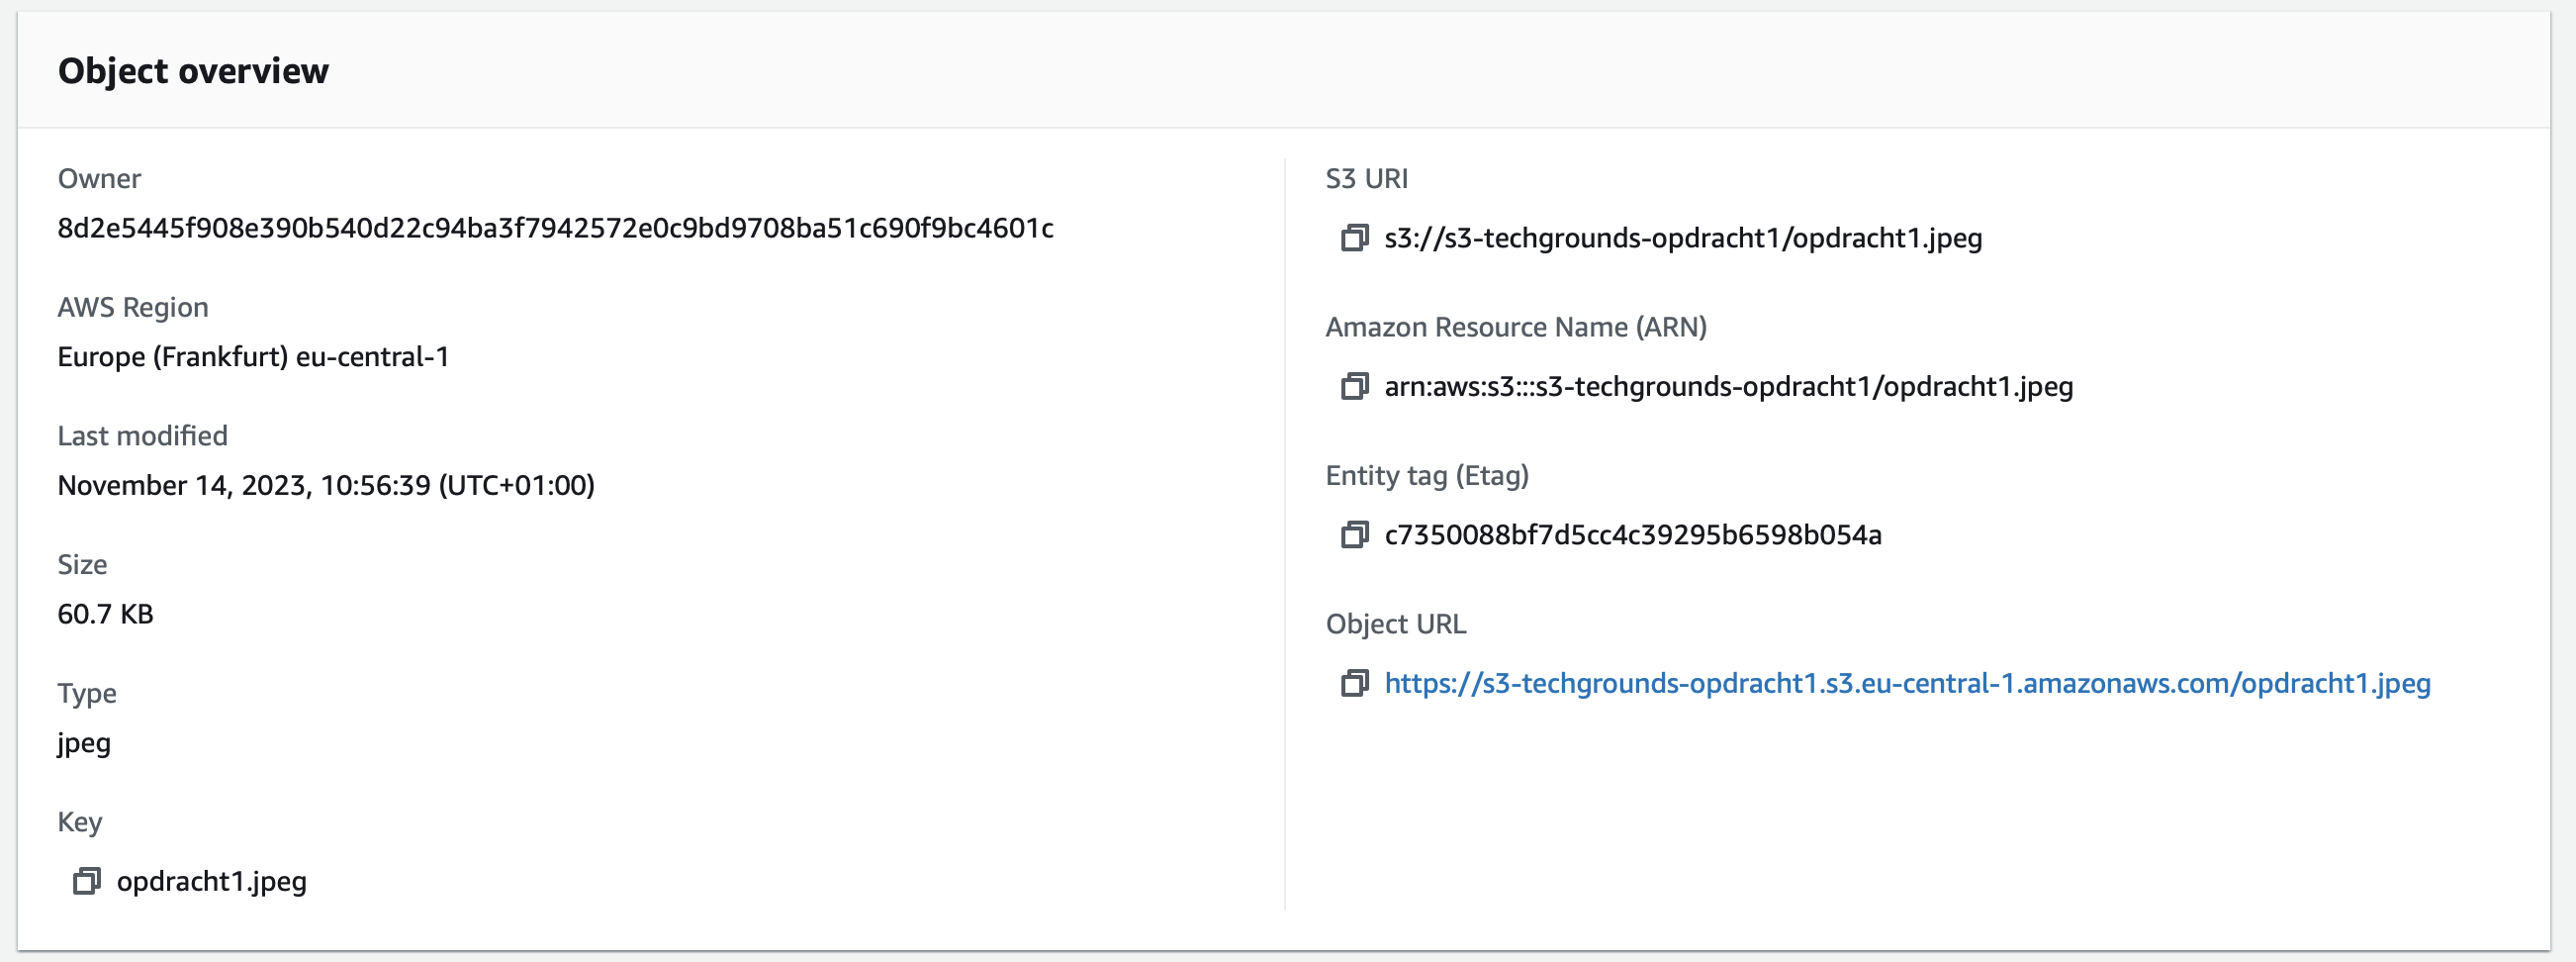 Object overview
Owner
8d2e5445f908e390b540d22c94ba3f7942572e0c9bd9708ba51c690f9bc4601c
AWS Region
Europe (Frankfurt) eu-central-1
Last modified
November 14, 2023, 10:56:39 (UTC+01:00)
Size
60.7 KB
Type
jpeg
Key
opdracht1.jpeg
S3 URI
s3://s3-techgrounds-opdracht1/opdracht1.jpeg
Amazon Resource Name (ARN)
arn:aws:s3:::s3-techgrounds-opdracht1/opdracht1.jpeg
Entity tag (Etag)
c7350088bf7d5cc4c39295b6598b054a
Object URL
https://s3-techgrounds-opdracht1.s3.eu-central-1.amazonaws.com/opdracht1.jpeg